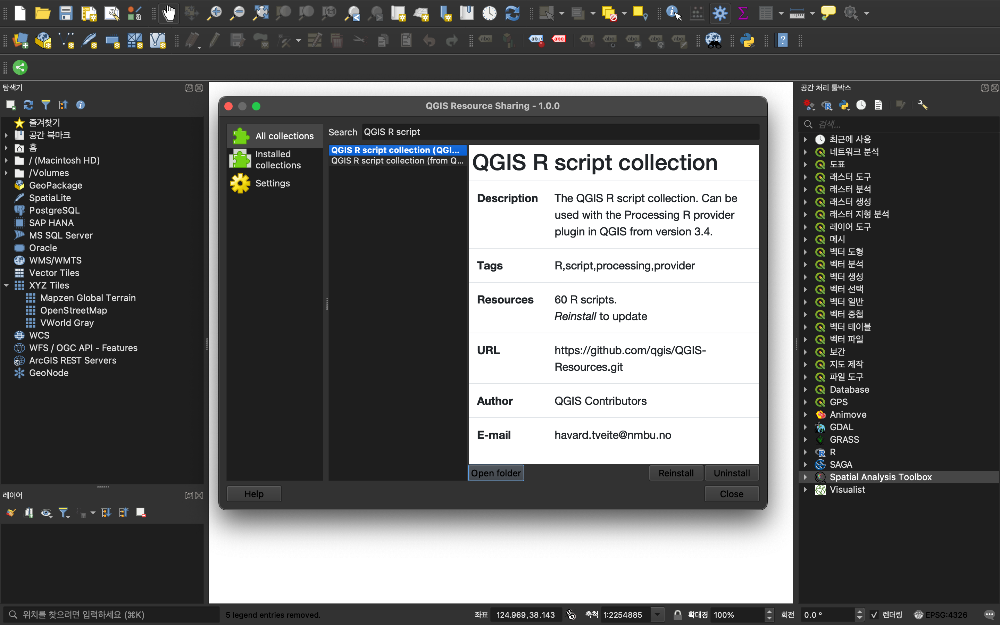 탐색기
즐겨찾기
공간 북마크
홈
/ (Macintosh HD)
/Volumes
GeoPackage
SpatiaLite
PostgreSQL
SAP HANA
MS SQL Server
Oracle
WMS/WMTS
Vector Tiles
XYZ Tiles
Mapzen Global Terrain
OpenStreetMap
VWorld Gray
WCS
WFS / OGC API - Features
ArcGIS REST Servers
GeoNode
레이어
QGIS Resource Sharing - 1.0.0
All collections
Installed
collections
Settings
Search QGIS R script
QGIS R script collection (QGI...
QGIS R script collection (from Q...
QGIS R script collection
Description The QGIS R script collection. Can be
used with the Processing R provider
plugin in QGIS from version 3.4.
Tags R,script,processing,provider
Resources 60 R scripts.
Reinstall to update
URL https://github.com/qgis/QGIS-
Resources.git
Author QGIS Contributors
E-mail havard.tveite@nmbu.no
Open folder Reinstall Uninstall
Help Close
공간 처리 툴박스
검색...
최근에 사용
네트워크 분석
도표
래스터 도구
래스터 분석
래스터 생성
래스터 지형 분석
레이어 도구
메시
벡터 도형
벡터 분석
벡터 생성
벡터 선택
벡터 일반
벡터 중첩
벡터 테이블
벡터 파일
보간
지도 제작
파일 도구
Database
GPS
Animove
GDAL
GRASS
R
SAGA
Spatial Analysis Toolbox
Visualist
위치를 찾으려면 입력하세요 (⌘K) 5 legend entries removed. 좌표 124.969,38.143 축척 1:2254885 확대경 100% 회전 0.0 ° 렌더링 EPSG:4326